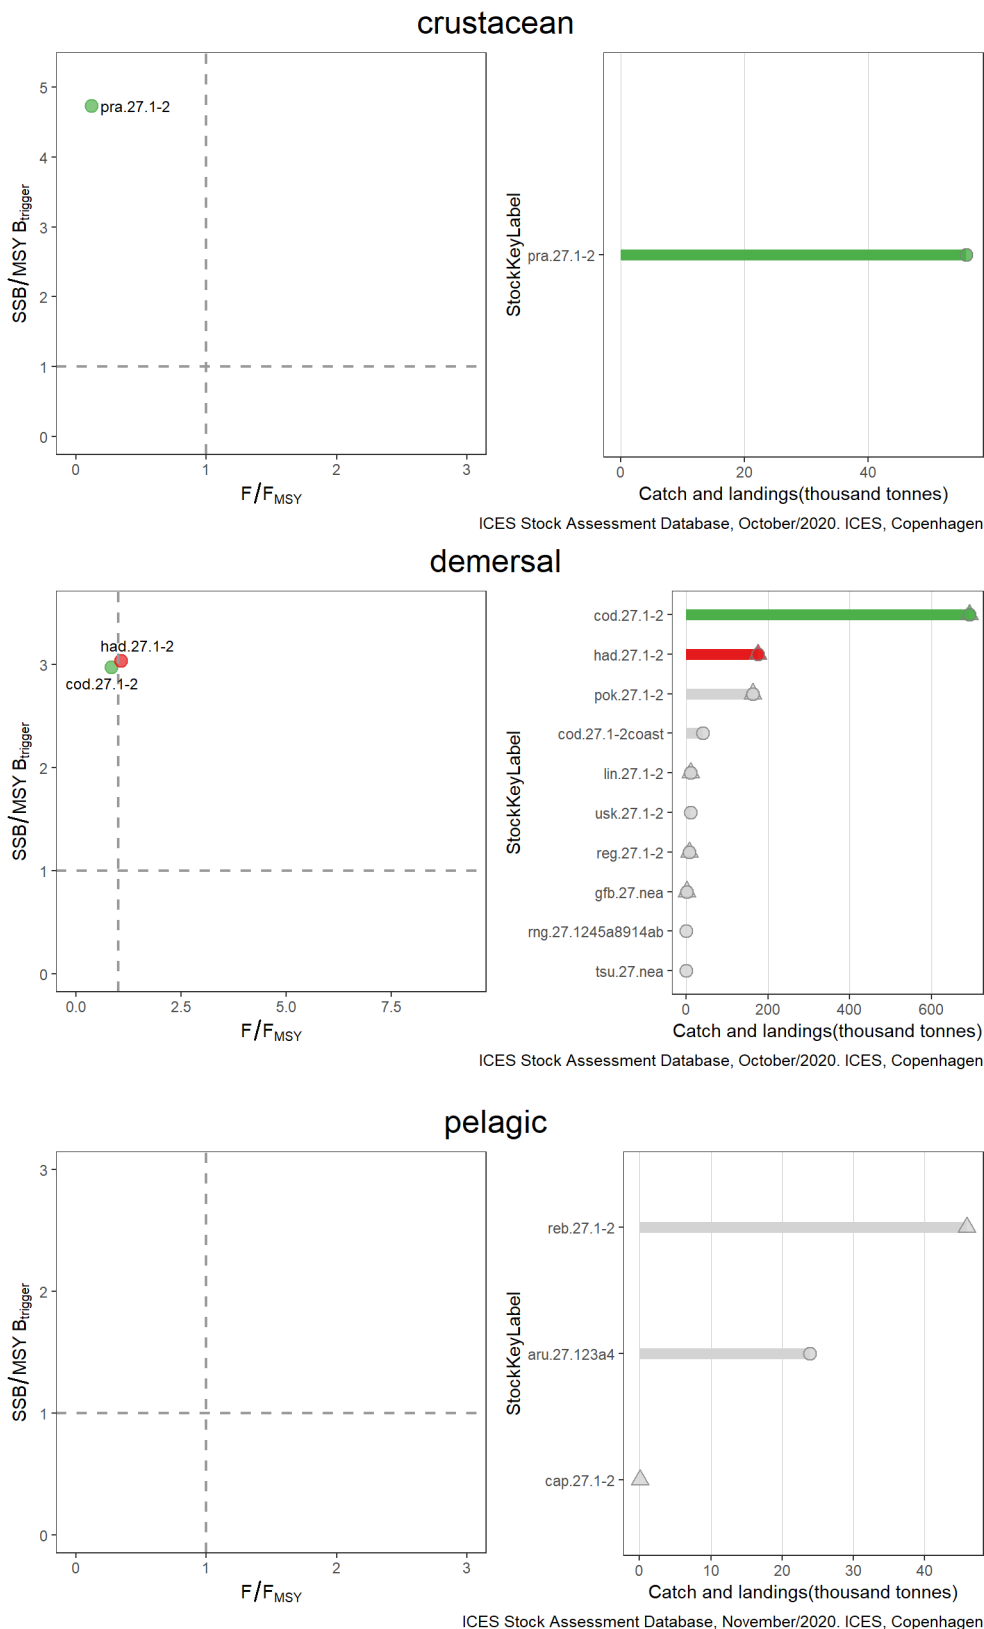 crustacean
5
4
3
2
1
0
SSB/MSY Btrigger
pra.27.1-2
0
1
2
3
F/FMSY
StockKeyLabel
pra.27.1-2
0
20
40
Catch and landings(thousand tonnes)
ICES Stock Assessment Database, October/2020. ICES, Copenhagen
demersal
3
2
1
0
SSB/MSY Btrigger
had.27.1-2
cod.27.1-2
0.0
2.5
5.0
7.5
F/FMSY
StockKeyLabel
cod.27.1-2
had.27.1-2
pok.27.1-2
cod.27.1-2coast
lin.27.1-2
usk.27.1-2
reg.27.1-2
gfb.27.nea
rng.27.1245a8914ab
tsu.27.nea
0
200
400
600
Catch and landings(thousand tonnes)
ICES Stock Assessment Database, October/2020. ICES, Copenhagen
pelagic
3
2
1
0
SSB/MSY Btrigger
0
1
2
3
F/FMSY
StockKeyLabel
reb.27.1-2
aru.27.123a4
cap.27.1-2
0
10
20
30
40
Catch and landings(thousand tonnes)
ICES Stock Assessment Database, November/2020. ICES, Copenhagen